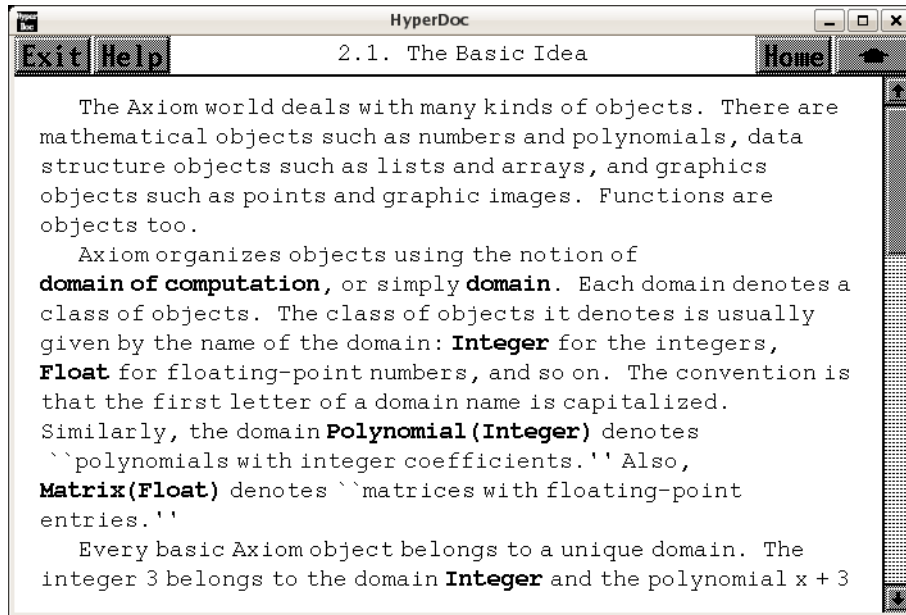 Hyper Doc
HyperDoc
Exit Help 2.1. The Basic Idea Home
The Axiom world deals with many kinds of objects. There are
mathematical objects such as numbers and polynomials, data
structure objects such as lists and arrays, and graphics
objects such as points and graphic images. Functions are
objects too.
Axiom organizes objects using the notion of
domain of computation, or simply domain. Each domain denotes a
class of objects. The class of objects it denotes is usually
given by the name of the domain: Integer for the integers,
Float for floating-point numbers, and so on. The convention is
that the first letter of a domain name is capitalized.
Similarly, the domain Polynomial(Integer) denotes
``polynomials with integer coefficients.'' Also,
Matrix(Float) denotes ``matrices with floating-point
entries.''
Every basic Axiom object belongs to a unique domain. The
integer 3 belongs to the domain Integer and the polynomial x + 3